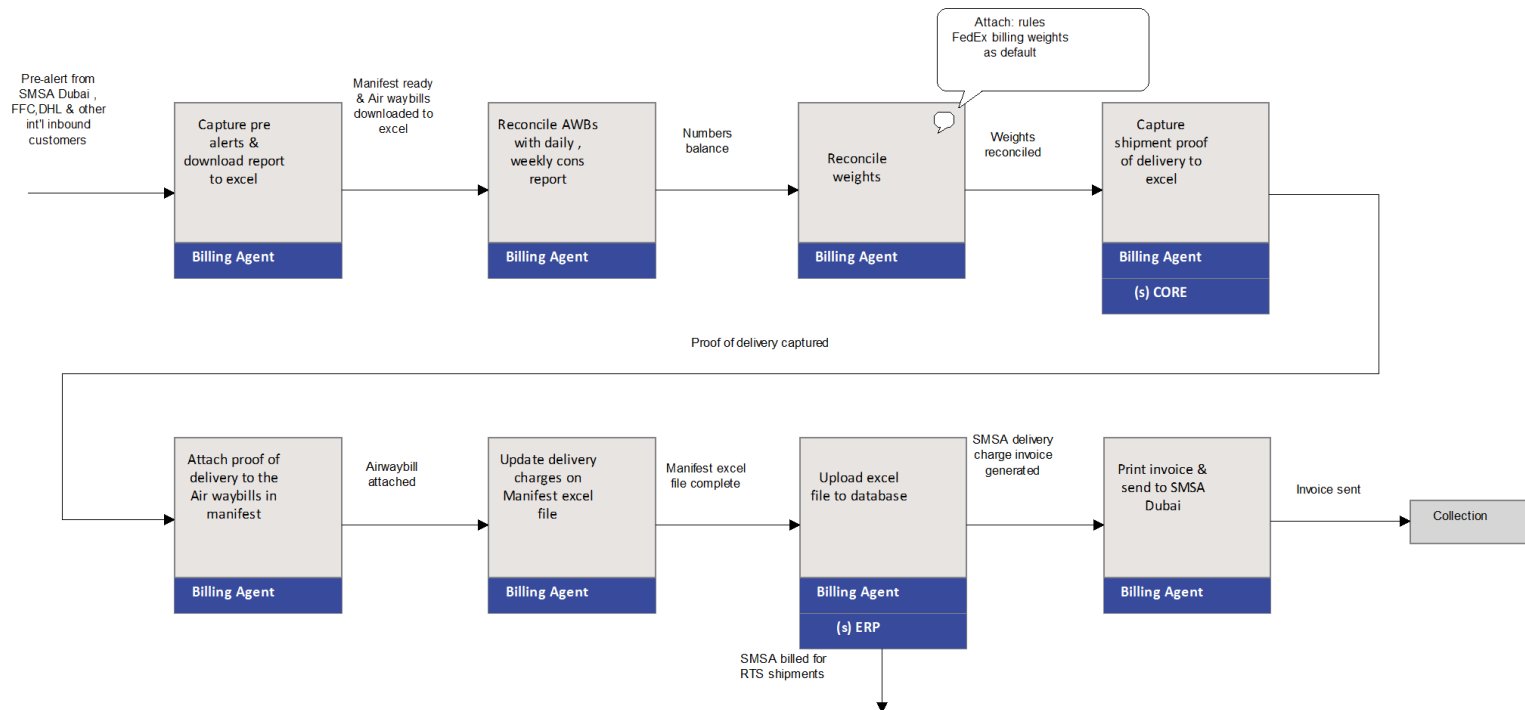 Attach: rules
FedEx billing weights
as default
Pre-alert from
SMSA Dubai ,
FFC,DHL & other
int'l inbound
customers
Capture pre
alerts &
download report
to excel
Billing Agent
Manifest ready
& Air waybills
downloaded to
excel
Reconcile AWBs
with daily ,
weekly cons
report
Billing Agent
Numbers
balance
Reconcile
weights
Billing Agent
Weights
reconciled
Capture
shipment proof
of delivery to
excel
Billing Agent
(s) CORE
Proof of delivery captured
Attach proof of
delivery to the
Air waybills in
manifest
Billing Agent
Airwaybill
attached
Update delivery
charges on
Manifest excel
file
Billing Agent
Manifest excel
file complete
Upload excel
file to database
Billing Agent
(s) ERP
SMSA billed for
RTS shipments
SMSA delivery
charge invoice
generated
Print invoice &
send to SMSA
Dubai
Billing Agent
Invoice sent
Collection